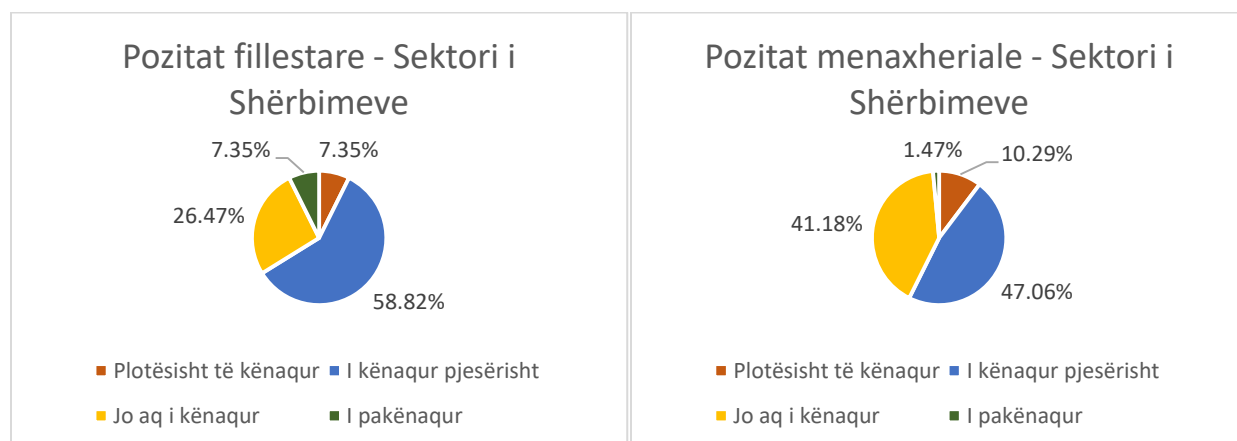 Pozitat fillestare - Sektori i
Shërbimeve
7.35%
7.35%
26.47%
58.82%
Plotësisht të kënaqur
I kënaqur pjesërisht
Jo aq i kënaqur
I pakënaqur
Pozitat menaxheriale - Sektori i
Shërbimeve
1.47%
10.29%
41.18%
47.06%
Plotësisht të kënaqur
I kënaqur pjesërisht
Jo aq i kënaqur
I pakënaqur